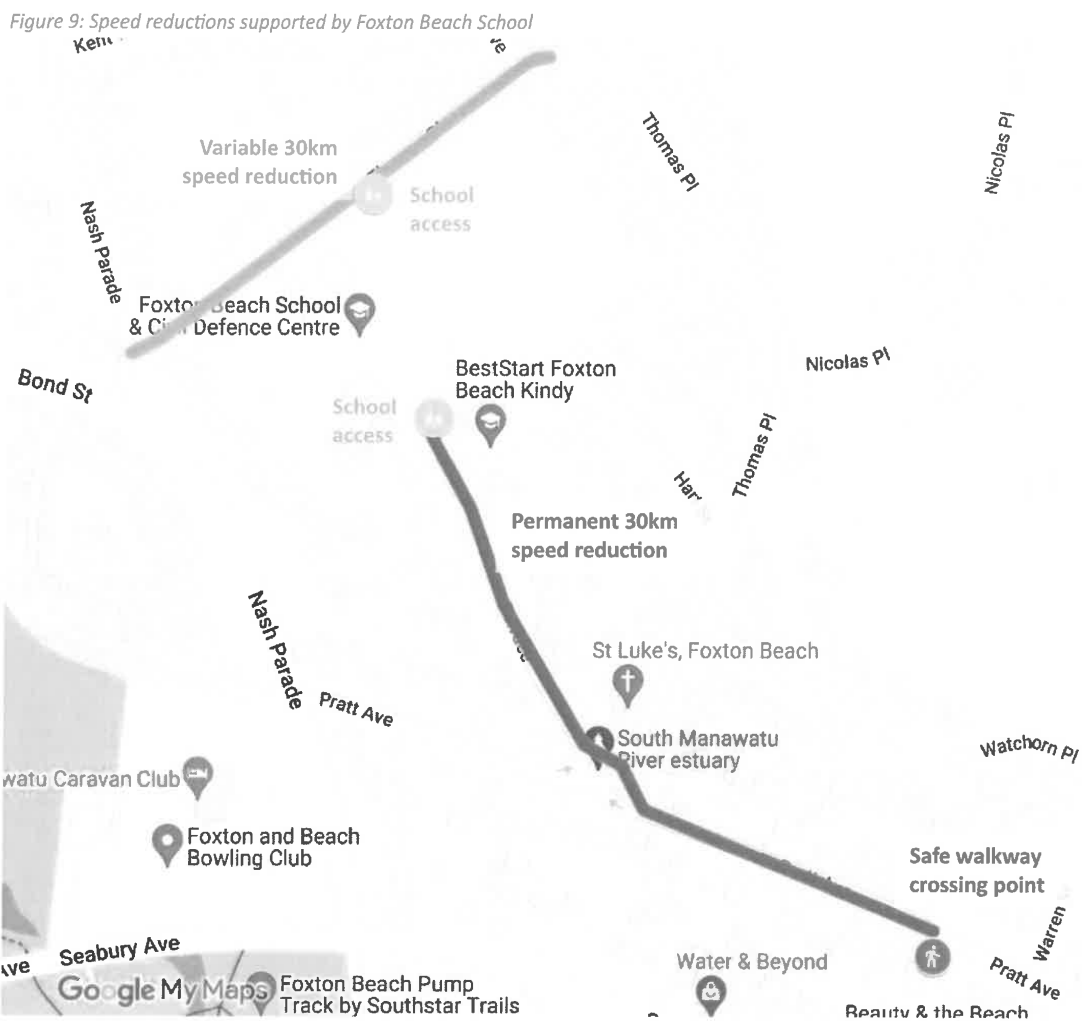 Figure 9: Speed reductions supported by Foxton Beach School
Variable 30km
speed reduction
School
access
Thomas Pl
Nicolas Pl
Nash Parade
Foxton Beach School
& Civil Defence Centre
Bond St
BestStart Foxton
Beach Kindy
School
access
Nicolas Pl
Thomas Pl
Permanent 30km
speed reduction
Nash Parade
Pratt Ave
St Luke's, Foxton Beach
South Manawatu
River estuary
Watchorn Pl
watu Caravan Club
Foxton and Beach
Bowling Club
Safe walkway
crossing point
Warren
Seabury Ave
Ave
Pratt Ave
Water & Beyond
Google My Maps
Foxton Beach Pump
Track by Southstar Trails
Beauty & the Beach